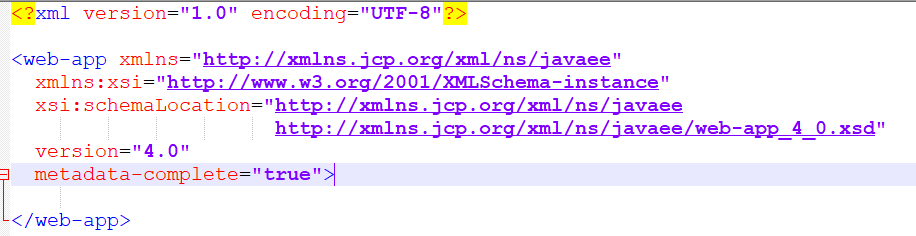 <?xml version="1.0" encoding="UTF-8"?>
<web-app xmlns="http://xmlns.jcp.org/xml/ns/javaee"
xmlns:xsi="http://www.w3.org/2001/XMLSchema-instance"
xsi:schemaLocation="http://xmlns.jcp.org/xml/ns/javaee
http://xmlns.jcp.org/xml/ns/javaee/web-app_4_0.xsd"
version="4.0"
metadata-complete="true">
</web-app>